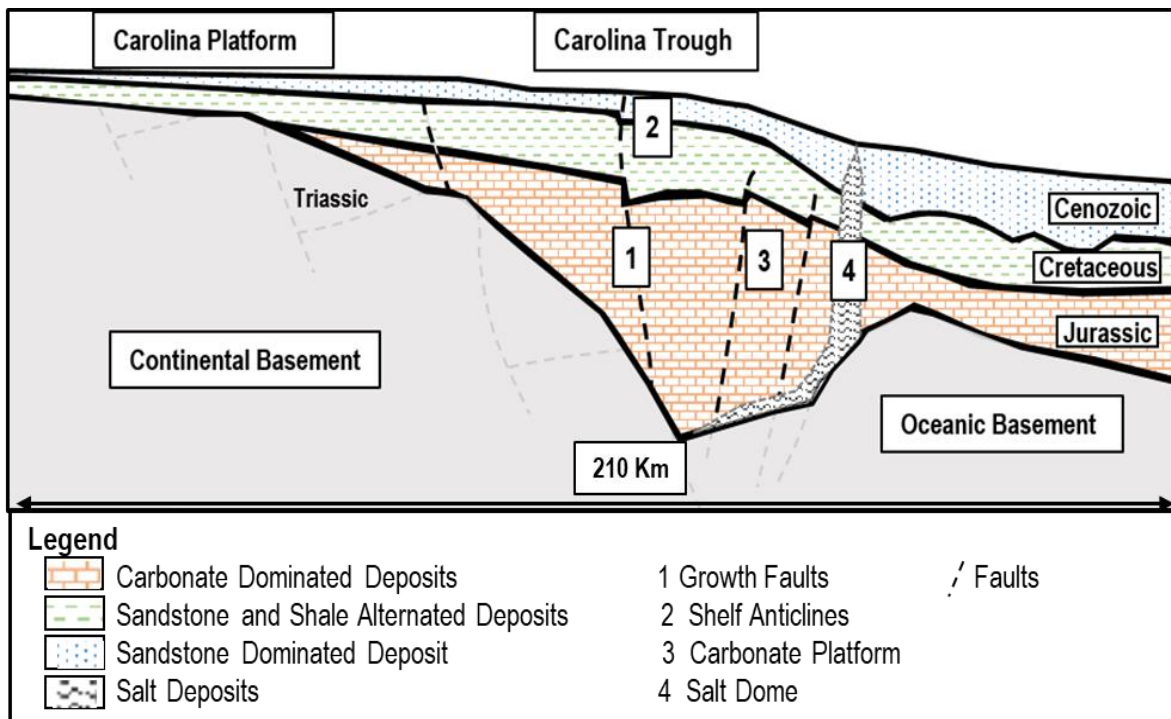 Carolina Platform
Carolina Trough
2
Triassic
1
3
4
Cenozoic
Cretaceous
Jurassic
Continental Basement
Oceanic Basement
210 Km
Legend
Carbonate Dominated Deposits
Sandstone and Shale Alternated Deposits
Sandstone Dominated Deposit
Salt Deposits
1 Growth Faults
2 Shelf Anticlines
3 Carbonate Platform
4 Salt Dome
Faults